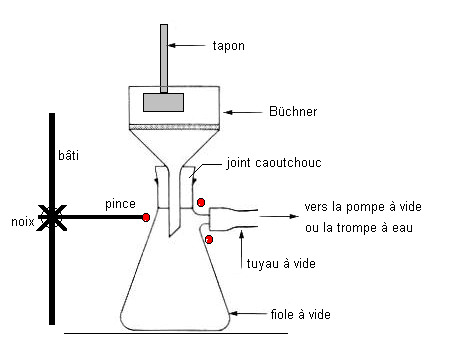 tapon
Büchner
bâti
joint caoutchouc
pince
noix
vers la pompe à vide
ou la trompe à eau
tuyau à vide
fiole à vide